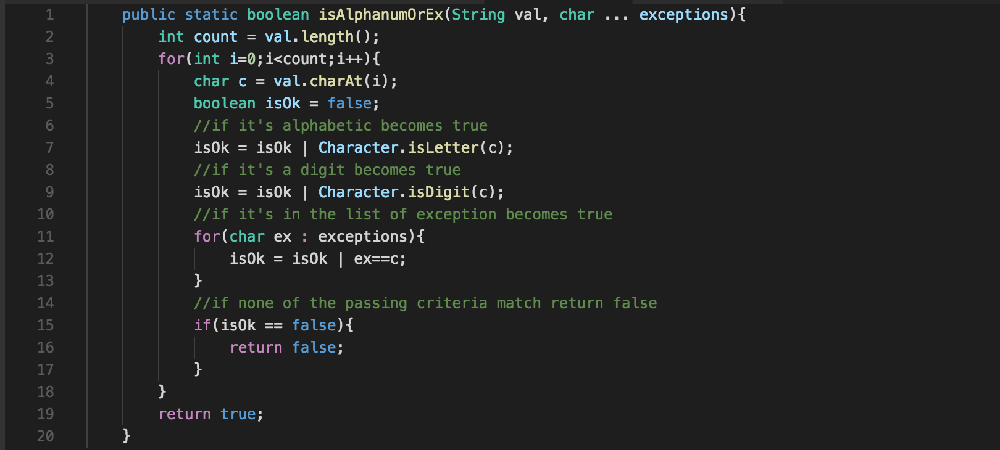 1 public static boolean isAlphanumOrEx(String val, char ... exceptions){
2 int count = val.length();
3 for(int i=0;i<count;i++){
4 char c = val.charAt(i);
5 boolean isOk = false;
6 //if it's alphabetic becomes true
7 isOk = isOk | Character.isLetter(c);
8 //if it's a digit becomes true
9 isOk = isOk | Character.isDigit(c);
10 //if it's in the list of exception becomes true
11 for(char ex : exceptions){
12 isOk = isOk | ex==c;
13 }
14 //if none of the passing criteria match return false
15 if(isOk == false){
16 return false;
17 }
18 }
19 return true;
20 }